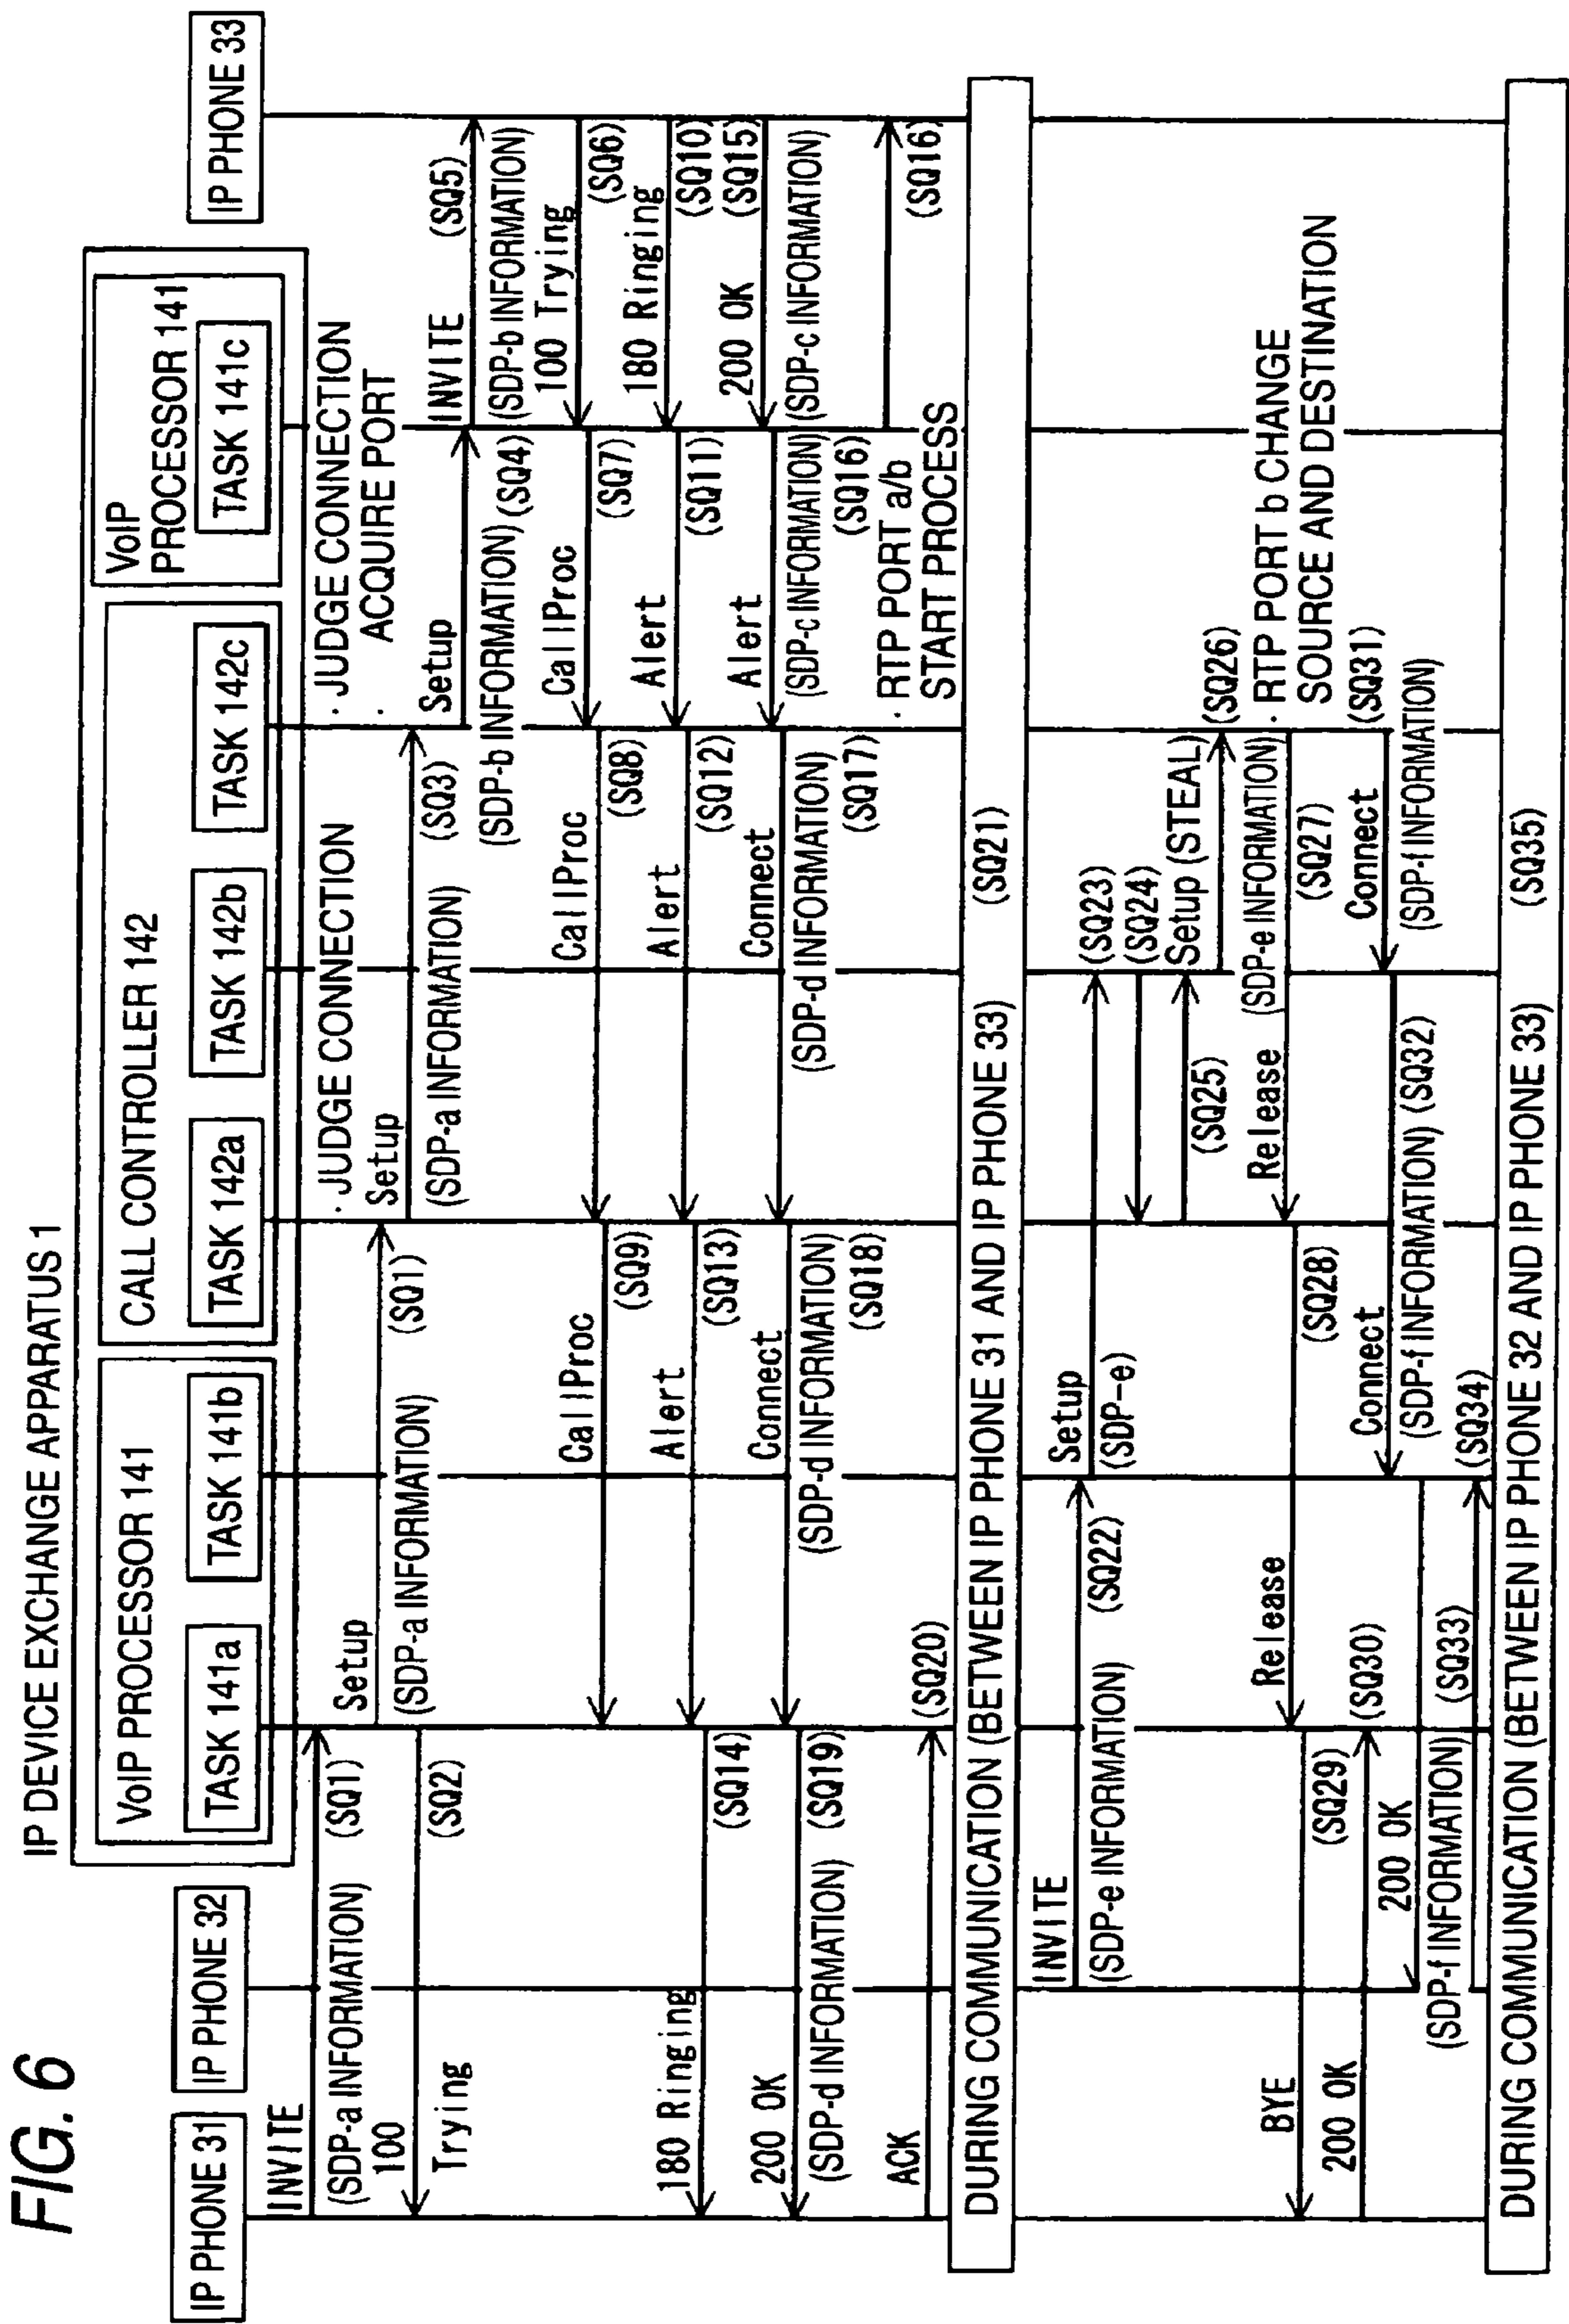 FIG. 6
IP DEVICE EXCHANGE APPARATUS 1
IP PHONE 31
IP PHONE 32
VoIP PROCESSOR 141
TASK 141a
TASK 141b
CALL CONTROLLER 142
TASK 142a
TASK 142b
TASK 142c
VoIP
PROCESSOR 141
TASK 141c
IP PHONE 33
INVITE
(SDP-a INFORMATION)
(SQ1)
100
Trying
(SQ2)
Setup
(SDP-a INFORMATION)
(SQ1)
· JUDGE CONNECTION
Setup
(SDP-a INFORMATION)
(SQ3)
· JUDGE CONNECTION
· ACQUIRE PORT
Setup
(SDP-b INFORMATION)
(SQ4)
INVITE
(SQ5)
(SDP-b INFORMATION)
100 Trying
(SQ6)
CallProc
(SQ7)
CallProc
(SQ8)
CallProc
(SQ9)
180 Ringing
(SQ10)
Alert
(SQ11)
Alert
(SQ12)
Alert
(SQ13)
180 Ringing
(SQ14)
200 OK
(SQ15)
(SDP-c INFORMATION)
Alert
(SDP-c INFORMATION)
(SQ16)
· RTP PORT a/b
START PROCESS
(SQ16)
Connect
(SDP-d INFORMATION)
(SQ17)
Connect
(SDP-d INFORMATION)
(SQ18)
200 OK
(SDP-d INFORMATION)
(SQ19)
ACK
(SQ20)
DURING COMMUNICATION (BETWEEN IP PHONE 31 AND IP PHONE 33)
(SQ21)
INVITE
(SDP-e INFORMATION)
(SQ22)
Setup
(SDP-e)
(SQ23)
(SQ24)
(SQ25)
Setup (STEAL)
(SQ26)
(SDP-e INFORMATION)
· RTP PORT b CHANGE
SOURCE AND DESTINATION
Release
(SQ27)
Release
(SQ28)
BYE
(SQ29)
200 OK
(SQ30)
Connect
(SQ31)
(SDP-f INFORMATION)
Connect
(SDP-f INFORMATION)
(SQ32)
200 OK
(SDP-f INFORMATION)
(SQ33)
(SQ34)
DURING COMMUNICATION (BETWEEN IP PHONE 32 AND IP PHONE 33)
(SQ35)